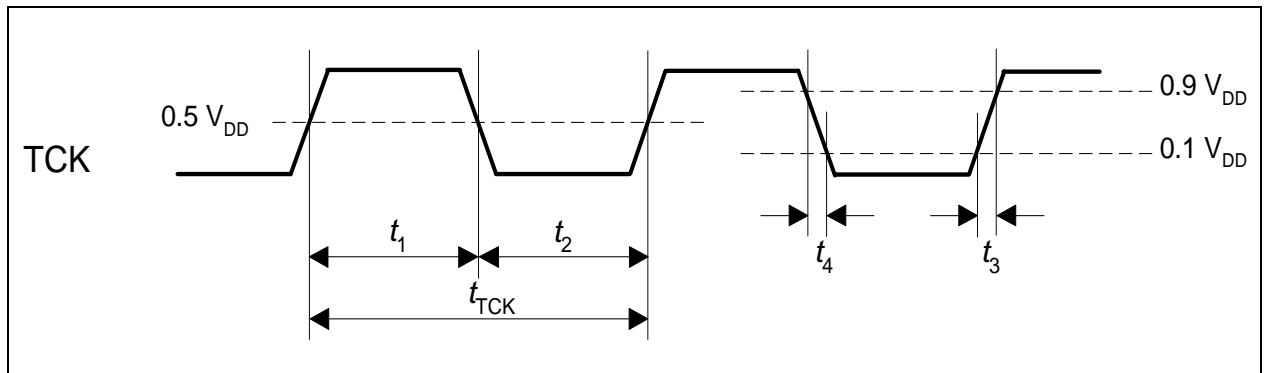 0.9 V_DD
0.5 V_DD
TCK
0.1 V_DD
t_1
t_2
t_4
t_3
t_TCK